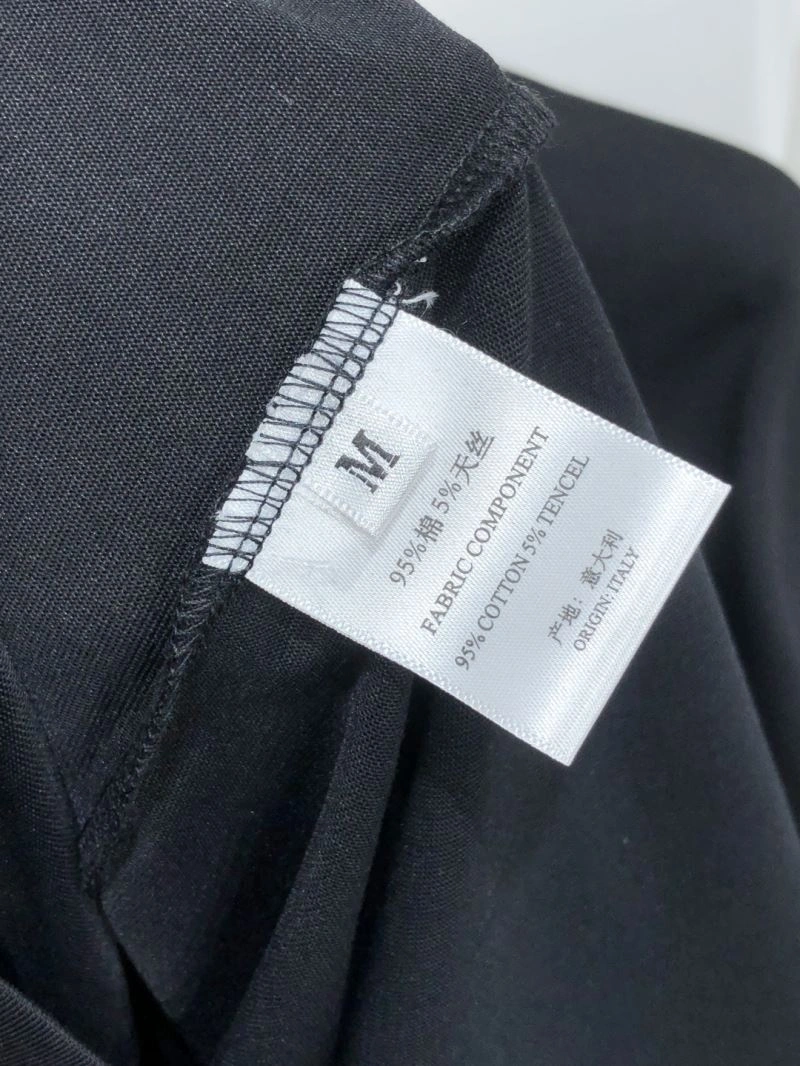 M
95%棉 5%天丝
FABRIC COMPONENT
95% COTTON 5% TENCEL
产地：意大利
ORIGIN: ITALY